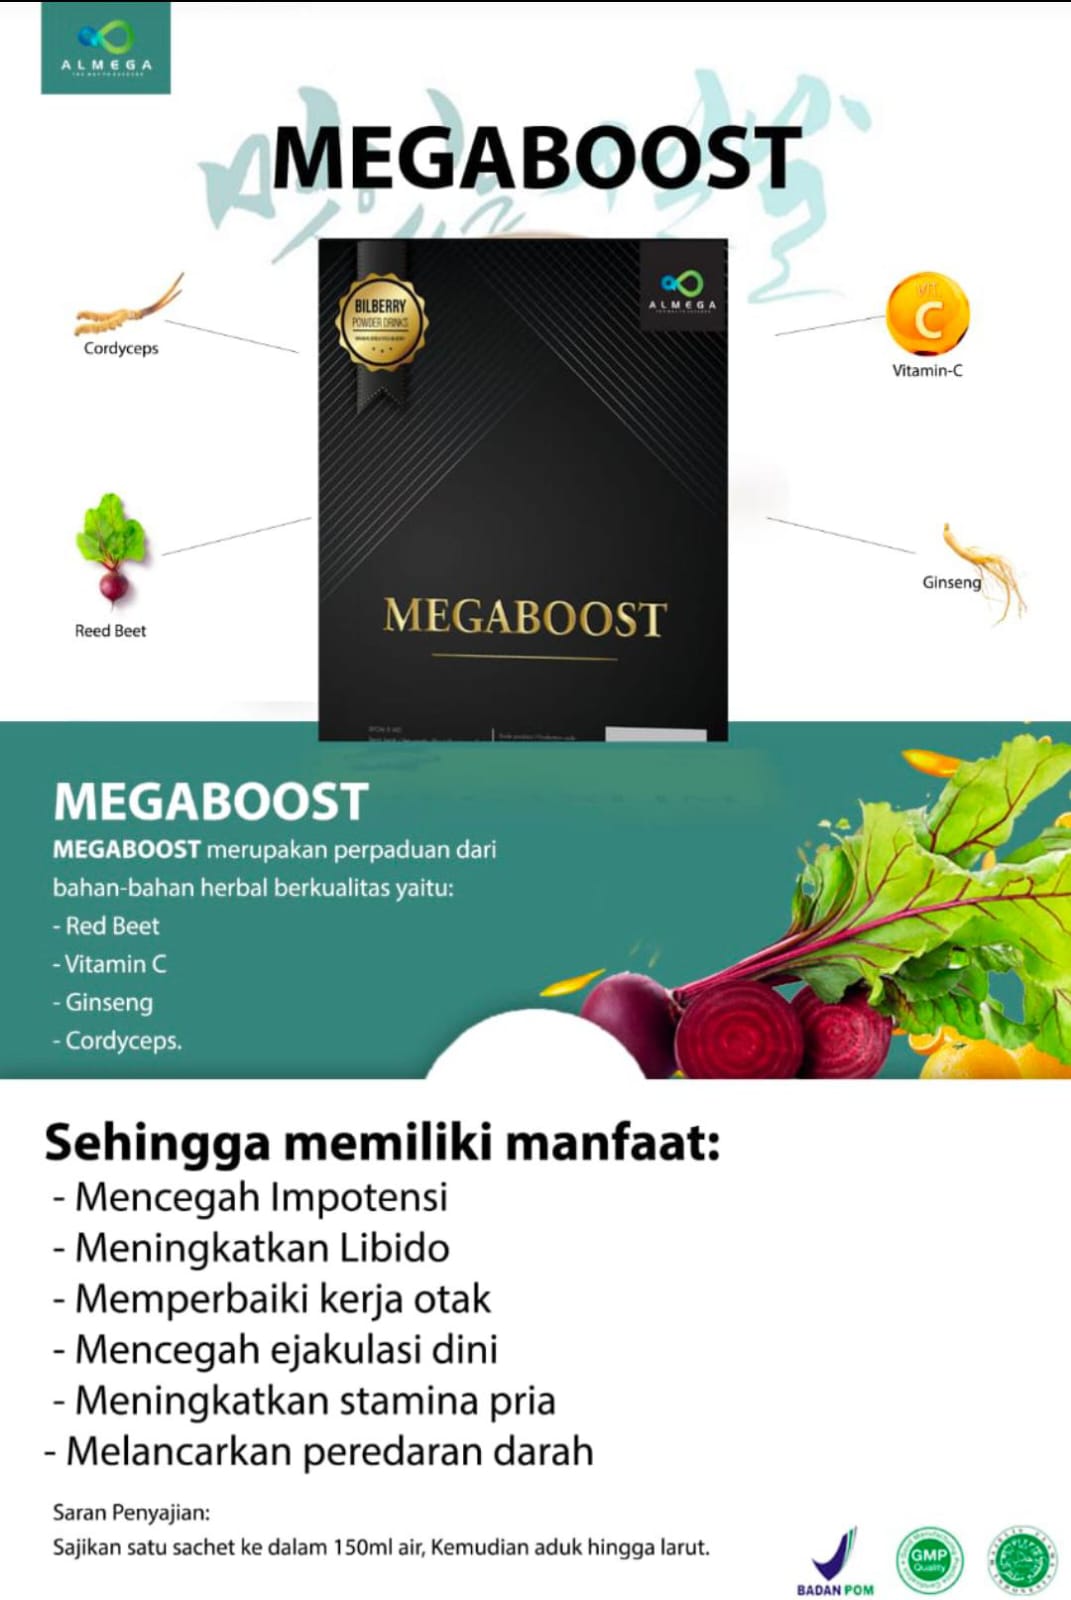 ALMEGA
MEGABOOST
BILBERRY
POWDER DRINKS
ALMEGA
Cordyceps
VIT
C
Vitamin-C
Reed Beet
Ginseng
MEGABOOST
MEGABOOST
MEGABOOST merupakan perpaduan dari
bahan-bahan herbal berkualitas yaitu:
- Red Beet
- Vitamin C
- Ginseng
- Cordyceps.
Sehingga memiliki manfaat:
- Mencegah Impotensi
- Meningkatkan Libido
- Memperbaiki kerja otak
- Mencegah ejakulasi dini
- Meningkatkan stamina pria
- Melancarkan peredaran darah
Saran Penyajian:
Sajikan satu sachet ke dalam 150ml air, Kemudian aduk hingga larut.
BADAN POM
GMP
Quality